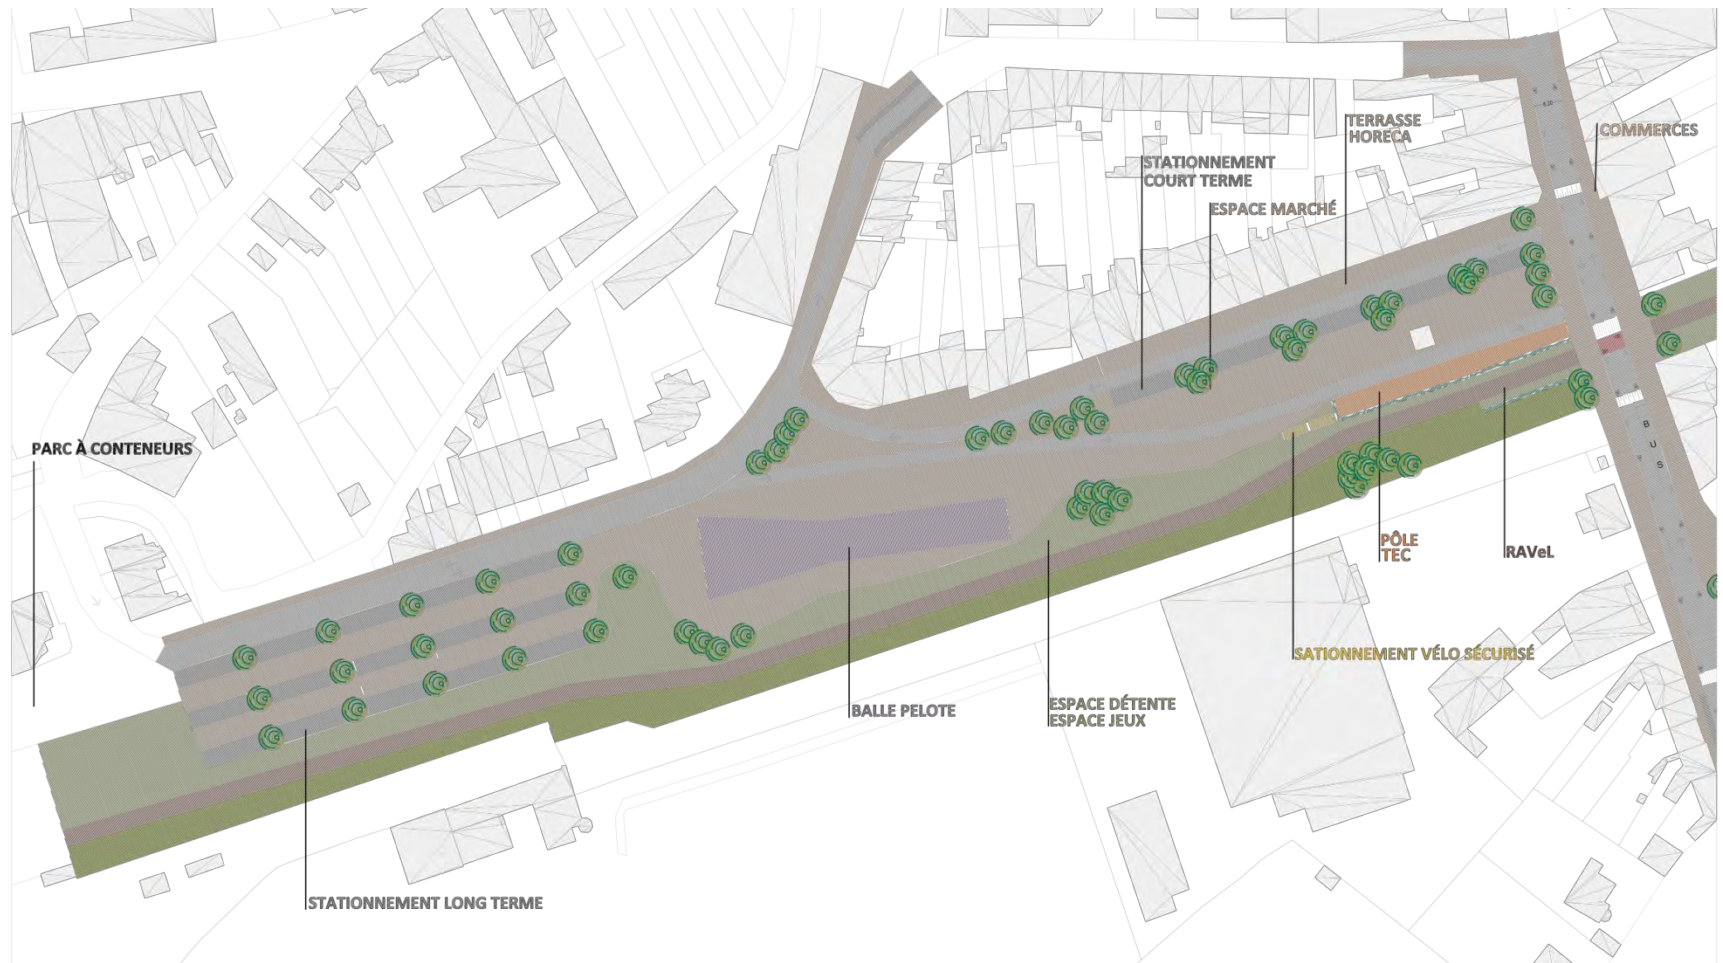 TERRASSE
HORECA
COMMERCES
STATIONNEMENT
COURT TERME
ESPACE MARCHÉ
PARC À CONTENEURS
BUS
PÔLE
TEC
RAVeL
SATIONNEMENT VÉLO SÉCURISÉ
BALLE PELOTE
ESPACE DÉTENTE
ESPACE JEUX
STATIONNEMENT LONG TERME